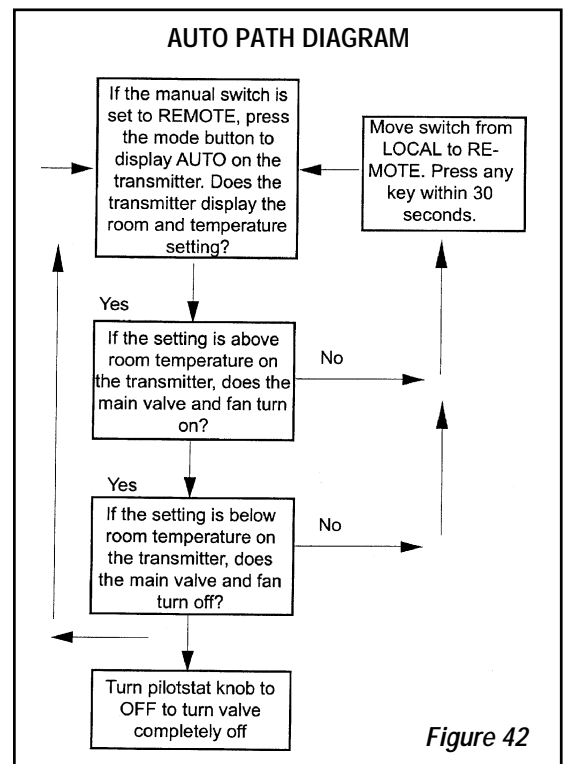 AUTO PATH DIAGRAM
If the manual switch is
set to REMOTE, press
the mode button to
display AUTO on the
transmitter. Does the
transmitter display the
room and temperature
setting?
Move switch from
LOCAL to RE-
MOTE. Press any
key within 30
seconds.
Yes
If the setting is above
room temperature on
the transmitter, does the
main valve and fan turn
on?
No
Yes
If the setting is below
room temperature on
the transmitter, does
the main valve and fan
turn off?
No
Turn pilotstat knob to
OFF to turn valve
completely off
Figure 42